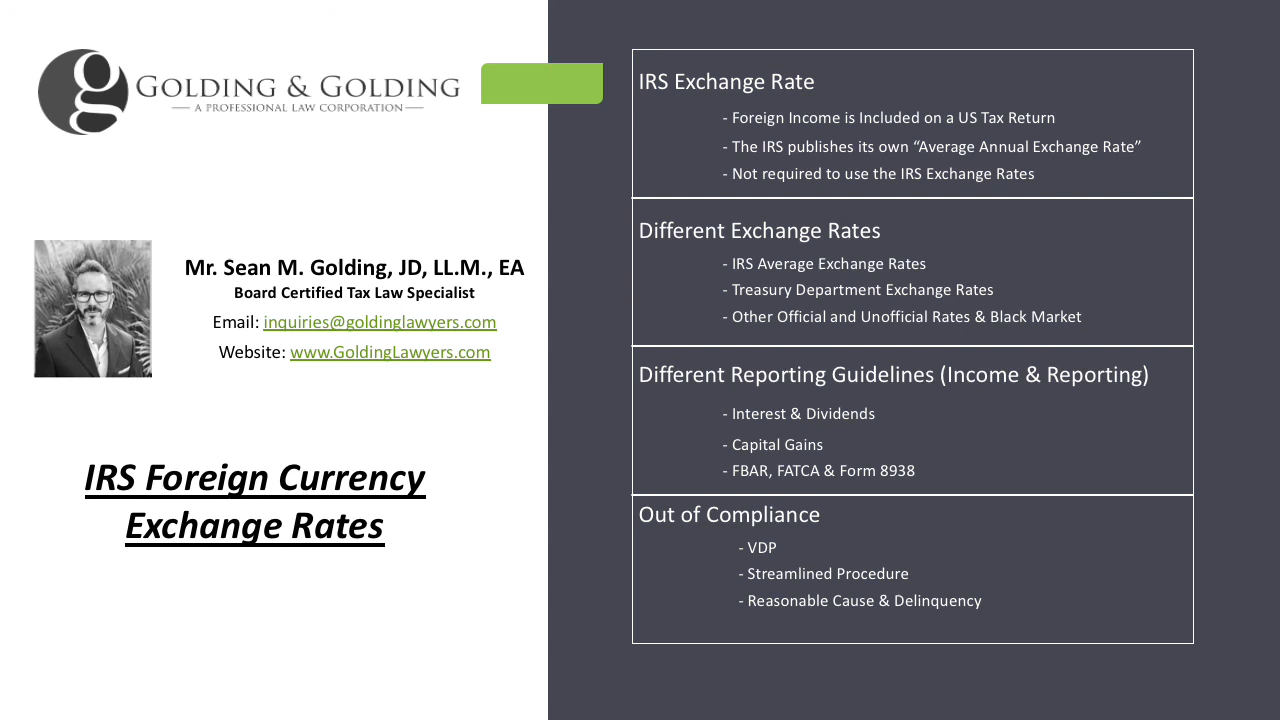 GOLDING & GOLDING
A PROFESSIONAL LAW CORPORATION
Mr. Sean M. Golding, JD, LL.M., EA
Board Certified Tax Law Specialist
Email: inquiries@goldinglawyers.com
Website: www.GoldingLawyers.com
IRS Foreign Currency
Exchange Rates
IRS Exchange Rate
- Foreign Income is Included on a US Tax Return
- The IRS publishes its own “Average Annual Exchange Rate”
- Not required to use the IRS Exchange Rates
Different Exchange Rates
- IRS Average Exchange Rates
- Treasury Department Exchange Rates
- Other Official and Unofficial Rates & Black Market
Different Reporting Guidelines (Income & Reporting)
- Interest & Dividends
- Capital Gains
- FBAR, FATCA & Form 8938
Out of Compliance
- VDP
- Streamlined Procedure
- Reasonable Cause & Delinquency